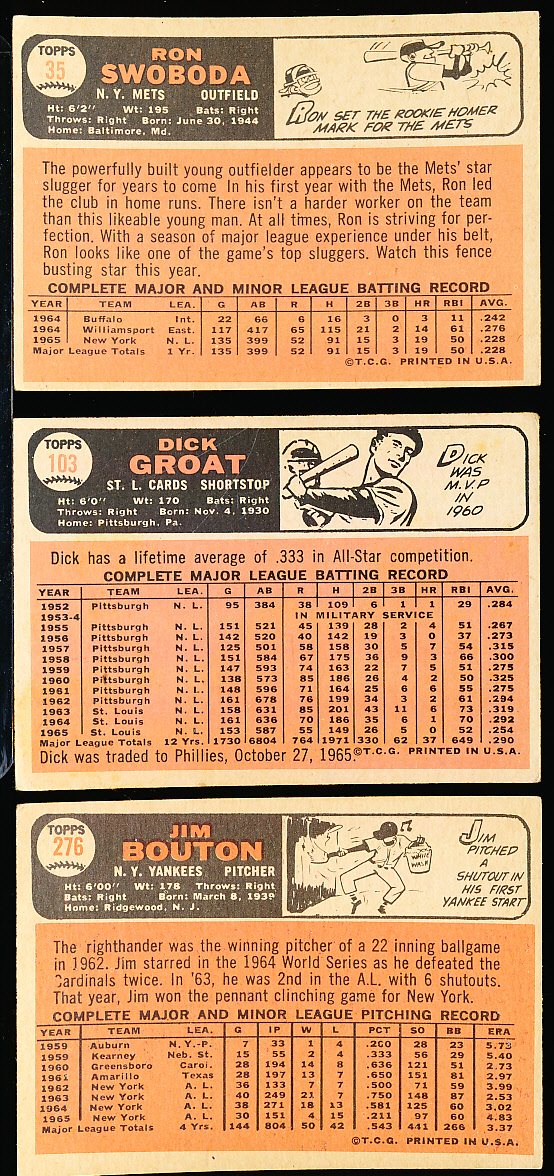 TOPPS
35
RON
SWOBODA
N. Y. METS OUTFIELD
Ht: 6'2" Wt: 195 Bats: Right
Throws: Right Born: June 30, 1944
Home: Baltimore, Md.
RON SET THE ROOKIE HOMER
MARK FOR THE METS
The powerfully built young outfielder appears to be the Mets' star
slugger for years to come In his first year with the Mets, Ron led
the club in home runs. There isn't a harder worker on the team
than this likeable young man. At all times, Ron is striving for per-
fection. With a season of major league experience under his belt,
Ron looks like one of the game's top sluggers. Watch this fence
busting star this year.
COMPLETE MAJOR AND MINOR LEAGUE BATTING RECORD
YEAR TEAM LEA. G AB R H 2B 3B HR RBI AVG.
1964 Buffalo Int. 22 66 6 16 3 0 3 11 .242
1964 Williamsport East. 117 417 65 115 21 2 14 61 .276
1965 New York N. L. 135 399 52 91 15 3 19 50 .228
Major League Totals 1 Yr. 135 399 52 91 15 3 19 50 .228
©T.C.G. PRINTED IN U.S.A.
TOPPS
103
DICK
GROAT
ST. L. CARDS SHORTSTOP
Ht: 6'0" Wt: 170 Bats: Right
Throws: Right Born: Nov. 4, 1930
Home: Pittsburgh, Pa.
DICK
WAS
M.V.P
IN
1960
Dick has a lifetime average of .333 in All-Star competition.
COMPLETE MAJOR LEAGUE BATTING RECORD
YEAR TEAM LEA. G AB R H 2B 3B HR RBI AVG.
1952 Pittsburgh N. L. 95 384 38 109 6 1 1 29 .284
1953-4 IN MILITARY SERVICE
1955 Pittsburgh N. L. 151 521 45 139 28 2 4 51 .267
1956 Pittsburgh N. L. 142 520 40 142 19 3 0 37 .273
1957 Pittsburgh N. L. 125 501 58 158 30 5 7 54 .315
1958 Pittsburgh N. L. 151 584 67 175 36 9 3 66 .300
1959 Pittsburgh N. L. 147 593 74 163 22 7 5 51 .275
1960 Pittsburgh N. L. 138 573 85 186 26 4 2 50 .325
1961 Pittsburgh N. L. 148 596 71 164 25 6 6 55 .275
1962 Pittsburgh N. L. 161 678 76 199 34 3 2 61 .294
1963 St. Louis N. L. 158 631 85 201 43 11 6 73 .319
1964 St. Louis N. L. 161 636 70 186 35 6 1 70 .292
1965 St. Louis N. L. 153 587 55 149 26 5 0 52 .254
Major League Totals 12 Yrs. 1730 6804 764 1971 330 62 37 649 .290
Dick was traded to Phillies, October 27, 1965. ©T.C.G. PRINTED IN U.S.A.
TOPPS
276
JIM
BOUTON
N. Y. YANKEES PITCHER
Ht: 6'00" Wt: 178 Throws: Right
Bats: Right Born: March 8, 1939
Home: Ridgewood, N. J.
WHITE
WASH
JIM
PITCHED
A
SHUTOUT IN
HIS FIRST
YANKEE START
The righthander was the winning pitcher of a 22 inning ballgame
in 1962. Jim starred in the 1964 World Series as he defeated the
Cardinals twice. In '63, he was 2nd in the A.L. with 6 shutouts.
That year, Jim won the pennant clinching game for New York.
COMPLETE MAJOR AND MINOR LEAGUE PITCHING RECORD
YEAR TEAM LEA. G IP W L PCT SO BB ERA
1959 Auburn N.Y.-P. 7 33 1 4 .200 28 23 5.73
1959 Kearney Neb. St. 15 55 2 4 .333 56 29 5.40
1960 Greensboro Carol. 28 194 14 8 .636 121 51 2.73
1961 Amarillo Texas 28 197 13 7 .650 151 81 2.97
1962 New York A. L. 36 133 7 7 .500 71 59 3.99
1963 New York A. L. 40 249 21 7 .750 148 87 2.53
1964 New York A. L. 38 271 18 13 .581 125 60 3.02
1965 New York A. L. 30 151 4 15 .211 97 60 4.83
Major League Totals 4 Yrs. 144 804 50 42 .543 441 266 3.37
©T.C.G. PRINTED IN U.S.A.